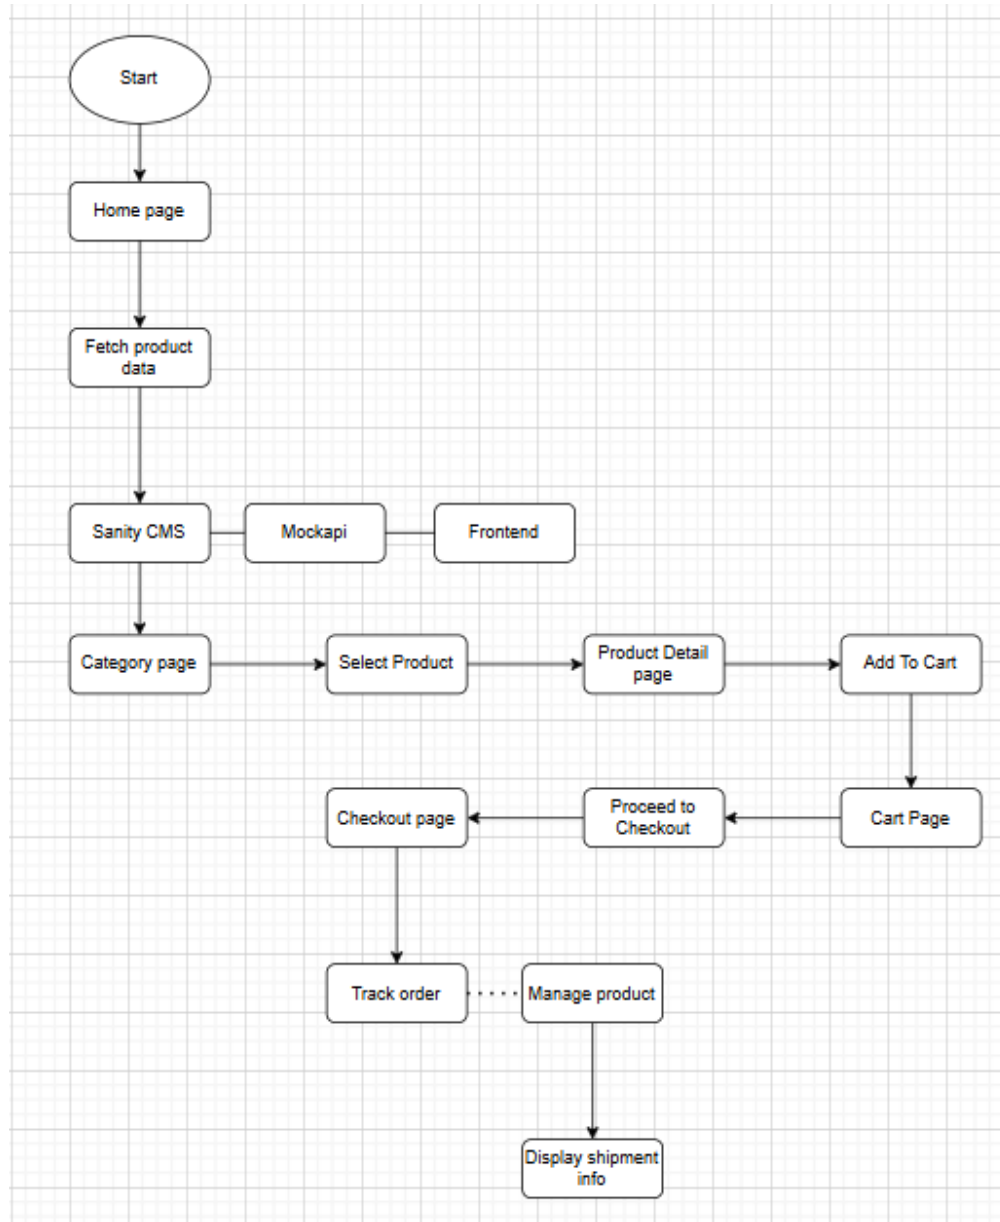 Start
Home page
Fetch product
data
Sanity CMS
Mockapi
Frontend
Category page
Select Product
Product Detail
page
Add To Cart
Checkout page
Proceed to
Checkout
Cart Page
Track order
Manage product
Display shipment
info